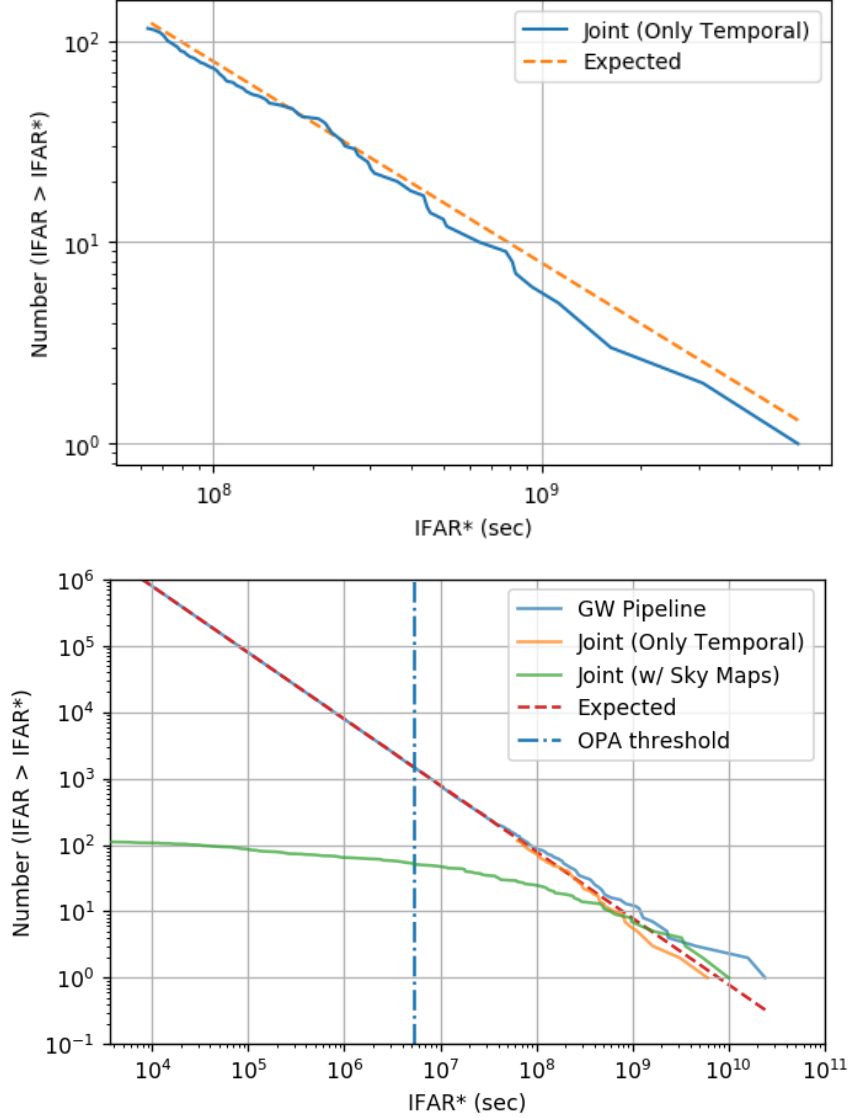 10²
10¹
10⁰
Number (IFAR > IFAR*)
Joint (Only Temporal)
Expected
10⁸
10⁹
IFAR* (sec)
10⁶
10⁵
10⁴
10³
10²
10¹
10⁰
10⁻¹
Number (IFAR > IFAR*)
GW Pipeline
Joint (Only Temporal)
Joint (w/ Sky Maps)
Expected
OPA threshold
10⁴
10⁵
10⁶
10⁷
10⁸
10⁹
10¹⁰
10¹¹
IFAR* (sec)